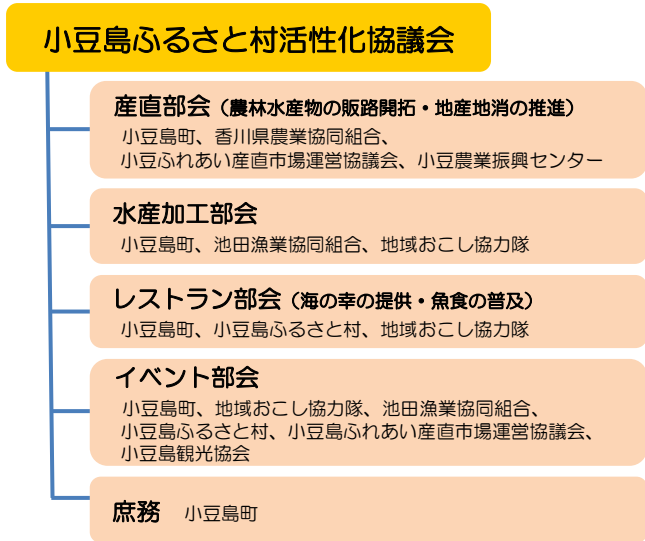 小豆島ふるさと村活性化協議会
産直部会（農林水産物の販路開拓・地産地消の推進）
小豆島町、香川県農業協同組合、
小豆ふれあい産直市場運営協議会、小豆農業振興センター
水産加工部会
小豆島町、池田漁業協同組合、地域おこし協力隊
レストラン部会（海の幸の提供・魚食の普及）
小豆島町、小豆島ふるさと村、地域おこし協力隊
イベント部会
小豆島町、地域おこし協力隊、池田漁業協同組合、
小豆島ふるさと村、小豆島ふれあい産直市場運営協議会、
小豆島観光協会
庶務　小豆島町